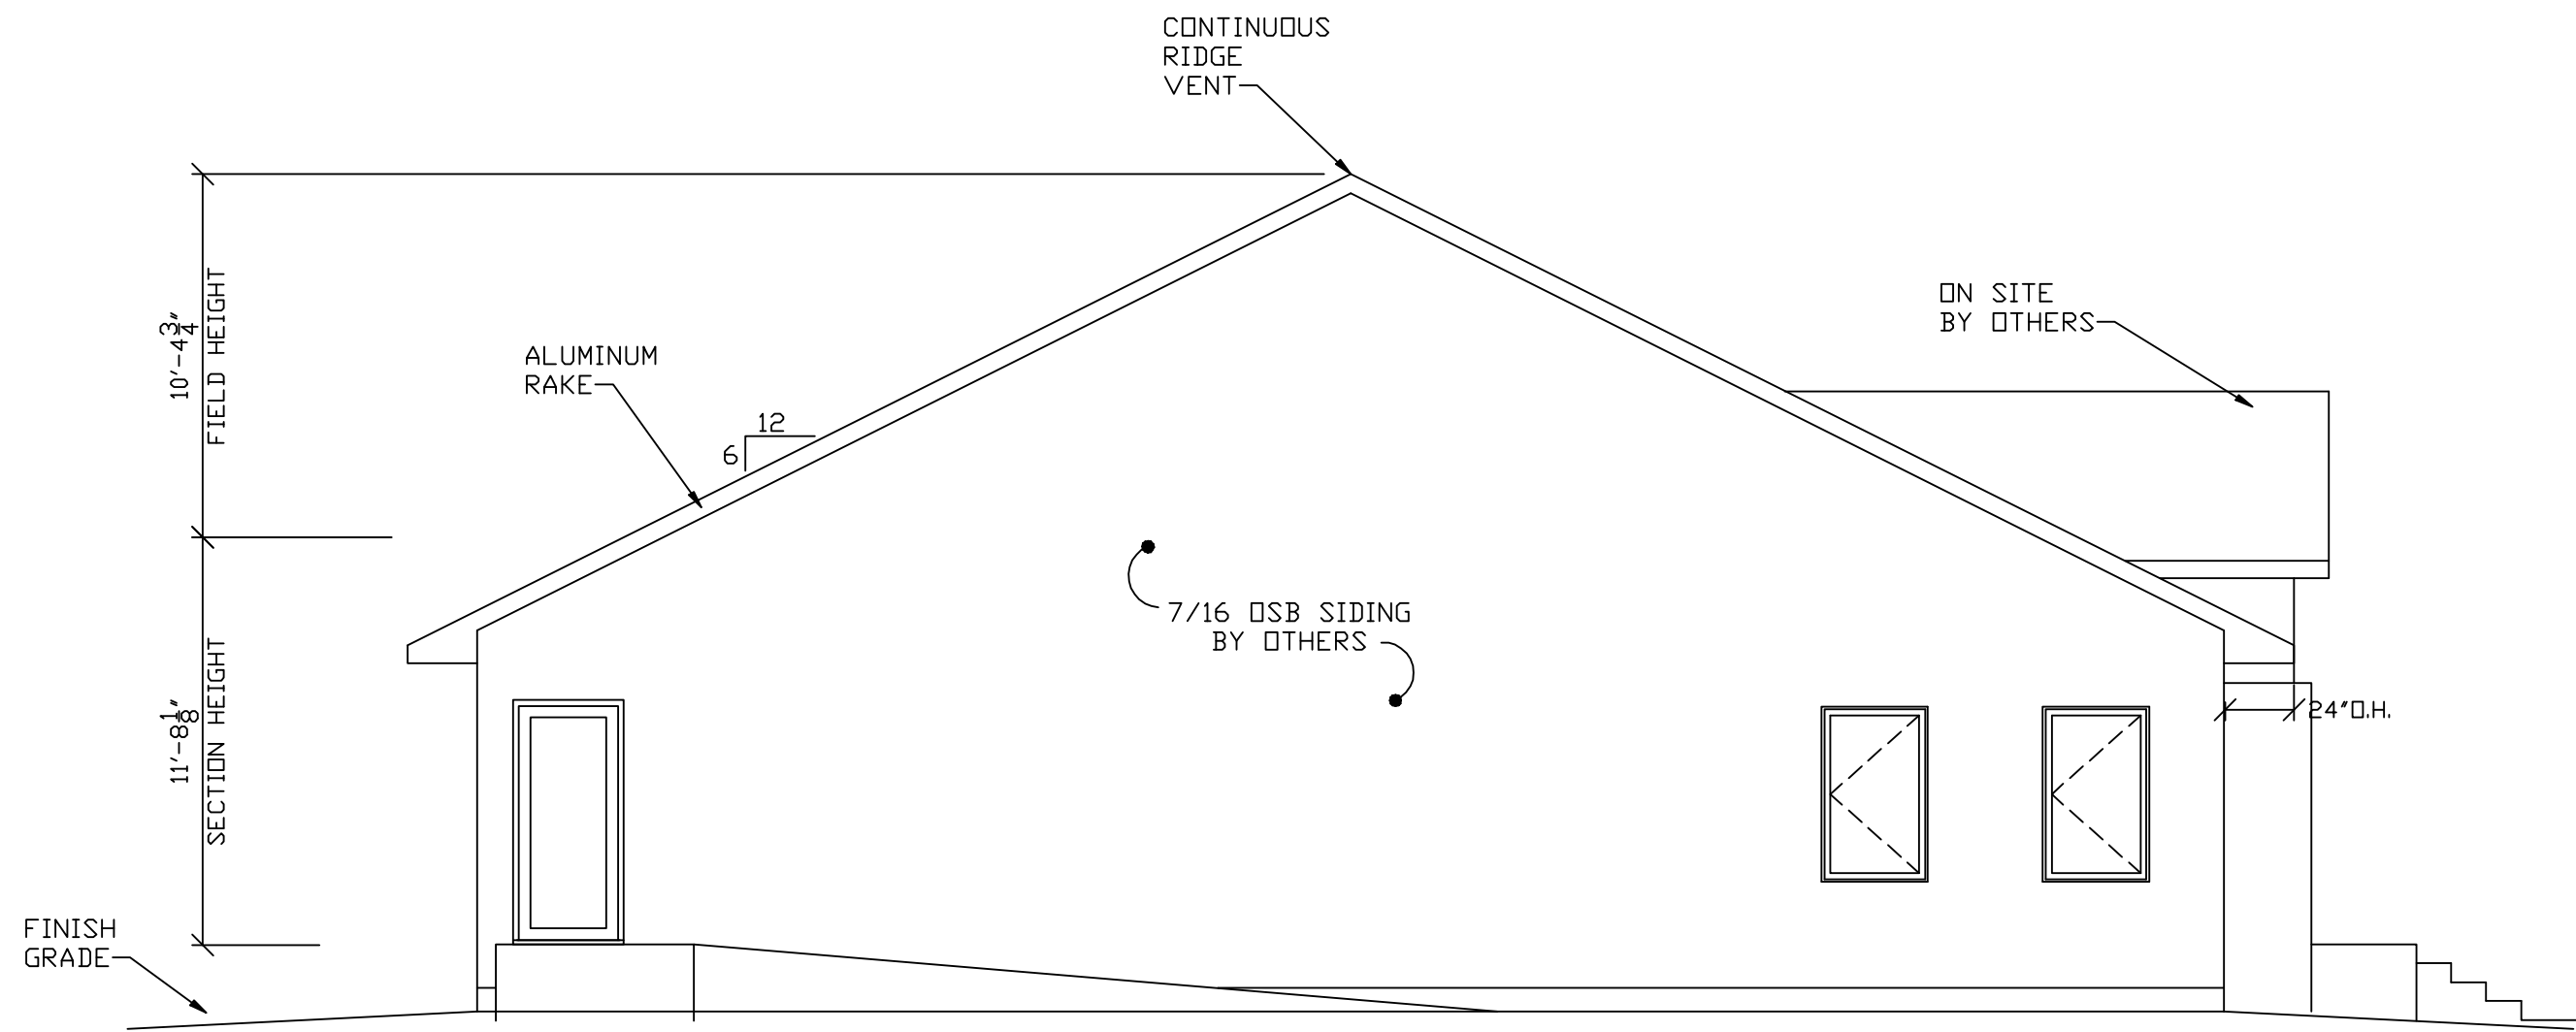 CONTINUOUS
RIDGE
VENT
ON SITE
BY OTHERS
10'-4 3/4"
FIELD HEIGHT
ALUMINUM
RAKE
12
6
7/16 OSB SIDING
BY OTHERS
11'-8 1/8"
SECTION HEIGHT
24"O.H.
FINISH
GRADE